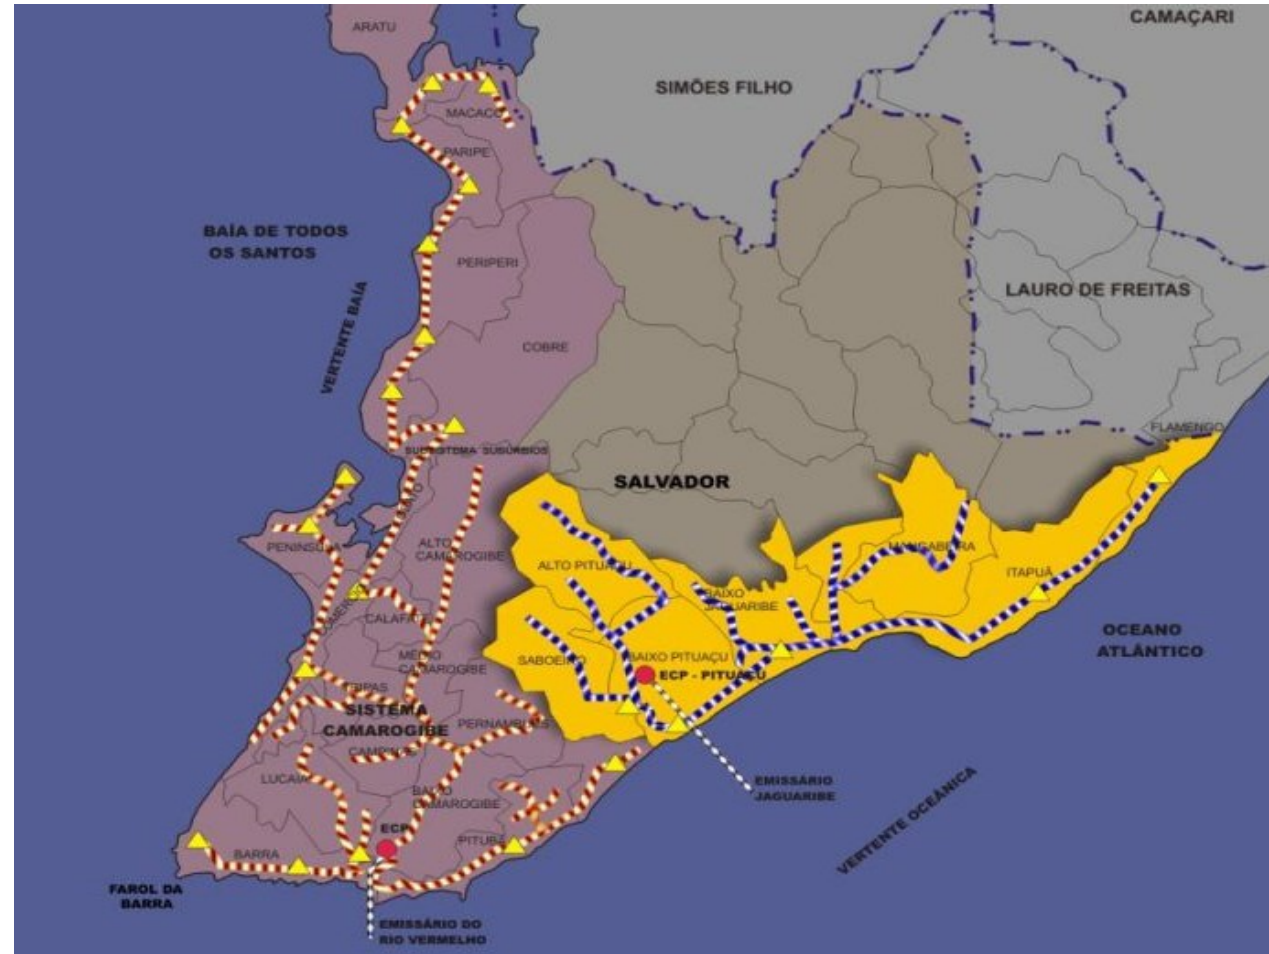 ARATU
CAMAÇARI
SIMÕES FILHO
MACACO
PARIPE
BAÍA DE TODOS
OS SANTOS
PERIPERI
LAURO DE FREITAS
VERTENTE BAÍA
COBRE
FLAMENGO
SUBSISTEMA SUBÚRBIOS
SALVADOR
PENINSULA
ALTO
CAMAROGIBE
MANGABEIRA
ALTO PITUAÇU
ITAPUÃ
BAIXO
JAGUARIBE
CALAFATE
OCEANO
ATLÂNTICO
MÉDIO
CAMAROGIBE
SABOEIRO
BAIXO PITUAÇU
ECP - PITUAÇU
TRIPAS
SISTEMA
CAMAROGIBE
PERNAMBUÉS
CAMPINAS
LUCAIA
EMISSÁRIO
JAGUARIBE
BAIXO
CAMAROGIBE
VERTENTE OCEÂNICA
ECP
PITUBA
BARRA
FAROL DA
BARRA
EMISSÁRIO DO
RIO VERMELHO